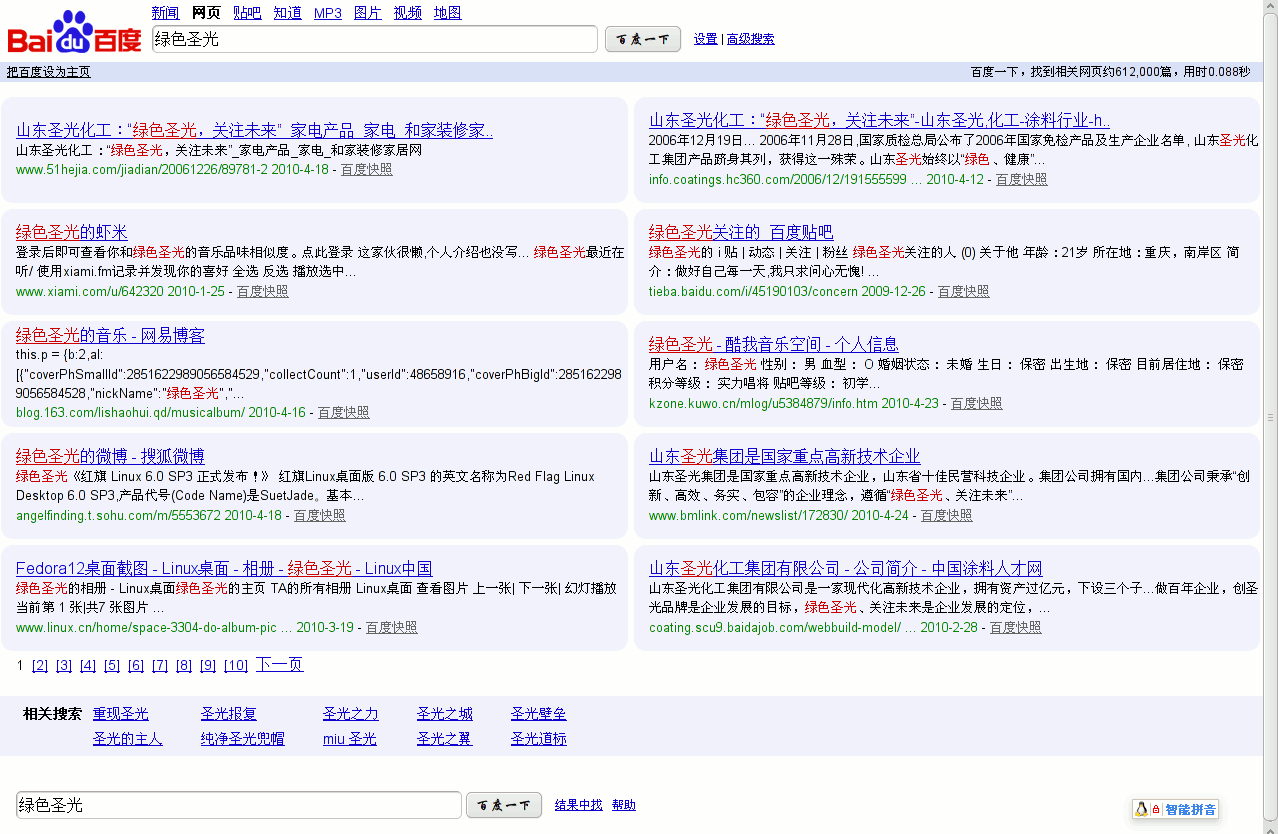 新闻 网页 贴吧 知道 MP3 图片 视频 地图
Bai du 百度 绿色圣光 百度一下 设置 | 高级搜索
把百度设为主页 百度一下，找到相关网页约612,000篇，用时0.088秒
山东圣光化工：“绿色圣光，关注未来”_家电产品_家电_和家装修家..
山东圣光化工：“绿色圣光，关注未来”_家电产品_家电_和家装修家居网
www.51hejia.com/jiadian/20061226/89781-2 2010-4-18 - 百度快照
山东圣光化工：“绿色圣光，关注未来”-山东圣光,化工-涂料行业-h..
2006年12月19日... 2006年11月28日,国家质检总局公布了2006年国家免检产品及生产企业名单, 山东圣光化
工集团产品跻身其列，获得这一殊荣。山东圣光始终以“绿色、健康”...
info.coatings.hc360.com/2006/12/191555599 ... 2010-4-12 - 百度快照
绿色圣光的虾米
登录后即可查看你和绿色圣光的音乐品味相似度。点此登录 这家伙很懒,个人介绍也没写... 绿色圣光最近在
听/ 使用xiami.fm记录并发现你的喜好 全选 反选 播放选中...
www.xiami.com/u/642320 2010-1-25 - 百度快照
绿色圣光关注的_百度贴吧
绿色圣光的 i 贴 | 动态 | 关注 | 粉丝 绿色圣光关注的人 (0) 关于他 年龄：21岁 所在地：重庆，南岸区 简
介：做好自己每一天,我只求问心无愧! ...
tieba.baidu.com/i/45190103/concern 2009-12-26 - 百度快照
绿色圣光的音乐 - 网易博客
this.p = {b:2,al:
[{"coverPhSmallId":2851622989056584529,"collectCount":1,"userId":48658916,"coverPhBigId":285162298
9056584528,"nickName":"绿色圣光","...
blog.163.com/lishaohui.qd/musicalbum/ 2010-4-16 - 百度快照
绿色圣光 - 酷我音乐空间 - 个人信息
用户名： 绿色圣光 性别： 男 血型： O 婚姻状态： 未婚 生日： 保密 出生地： 保密 目前居住地： 保密
积分等级： 实力唱将 贴吧等级： 初学...
kzone.kuwo.cn/mlog/u5384879/info.htm 2010-4-23 - 百度快照
绿色圣光的微博 - 搜狐微博
绿色圣光《红旗 Linux 6.0 SP3 正式发布！》 红旗Linux桌面版 6.0 SP3 的英文名称为Red Flag Linux
Desktop 6.0 SP3,产品代号(Code Name)是SuetJade。基本...
angelfinding.t.sohu.com/m/5553672 2010-4-18 - 百度快照
山东圣光集团是国家重点高新技术企业
山东圣光集团是国家重点高新技术企业，山东省十佳民营科技企业。集团公司拥有国内...集团公司秉承“创
新、高效、务实、包容”的企业理念，遵循“绿色圣光、关注未来”...
www.bmlink.com/newslist/172830/ 2010-4-24 - 百度快照
Fedora12桌面截图 - Linux桌面 - 相册 - 绿色圣光 - Linux中国
绿色圣光的相册 - Linux桌面绿色圣光的主页 TA的所有相册 Linux桌面 查看图片 上一张| 下一张| 幻灯播放
当前第 1 张|共7 张图片 ...
www.linux.cn/home/space-3304-do-album-pic ... 2010-3-19 - 百度快照
山东圣光化工集团有限公司 - 公司简介 - 中国涂料人才网
山东圣光化工集团有限公司是一家现代化高新技术企业，拥有资产过亿元，下设三个子...做百年企业，创圣
光品牌是企业发展的目标，绿色圣光、关注未来是企业发展的定位，...
coating.scu9.baidajob.com/webbuild-model/ ... 2010-2-28 - 百度快照
1 [2] [3] [4] [5] [6] [7] [8] [9] [10] 下一页
相关搜索 重现圣光 圣光报复 圣光之力 圣光之城 圣光壁垒
圣光的主人 纯净圣光兜帽 miu 圣光 圣光之翼 圣光道标
绿色圣光 百度一下 结果中找 帮助
智能拼音